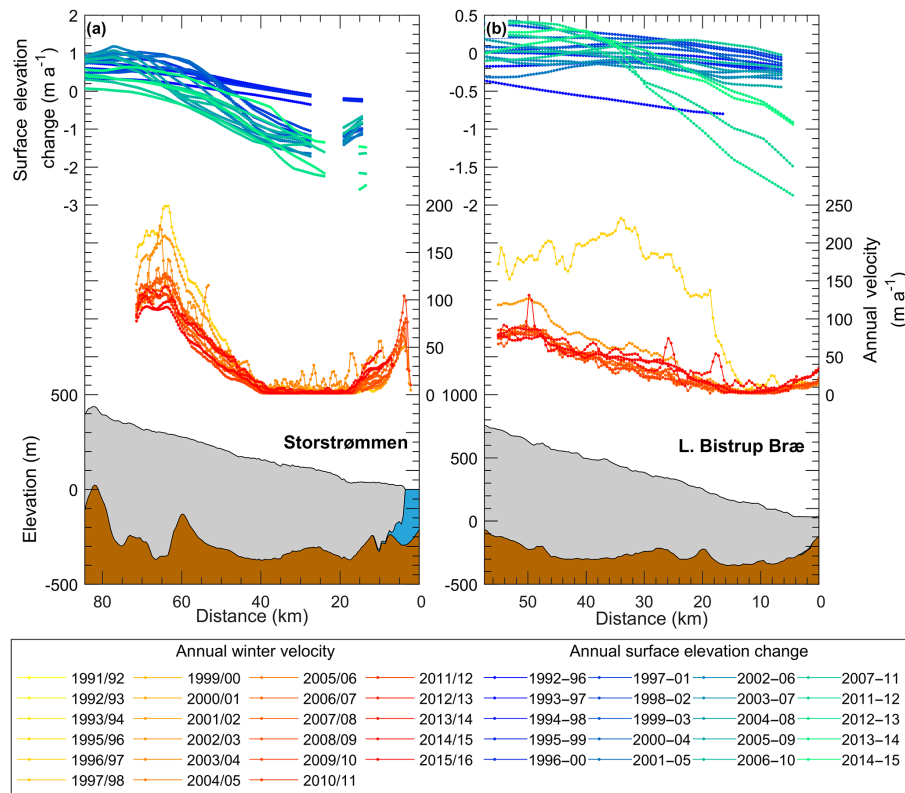 (a)
Surface elevation
change (m a⁻¹)
2
1
0
-1
-2
-3
200
150
100
50
0
500
0
-500
Elevation (m)
Storstrømmen
80 60 40 20 0
Distance (km)
(b)
0.5
0
-0.5
-1
-1.5
-2
250
200
150
100
50
0
Annual velocity
(m a⁻¹)
1000
500
0
-500
L. Bistrup Bræ
50 40 30 20 10 0
Distance (km)
Annual winter velocity
1991/92 1999/00 2005/06 2011/12
1992/93 2000/01 2006/07 2012/13
1993/94 2001/02 2007/08 2013/14
1995/96 2002/03 2008/09 2014/15
1996/97 2003/04 2009/10 2015/16
1997/98 2004/05 2010/11
Annual surface elevation change
1992–96 1997–01 2002–06 2007–11
1993–97 1998–02 2003–07 2011–12
1994–98 1999–03 2004–08 2012–13
1995–99 2000–04 2005–09 2013–14
1996–00 2001–05 2006–10 2014–15